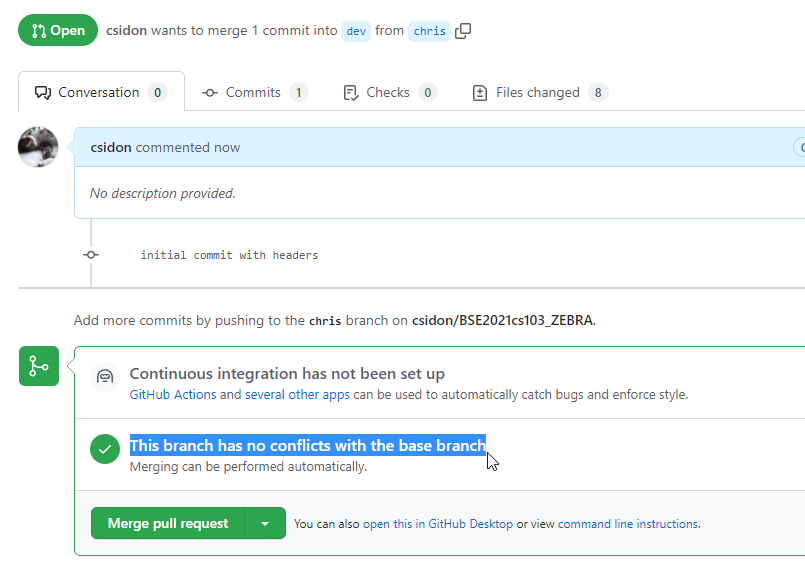 Open csidon wants to merge 1 commit into dev from chris
Conversation 0 Commits 1 Checks 0 Files changed 8
csidon commented now
No description provided.
initial commit with headers
Add more commits by pushing to the chris branch on csidon/BSE2021cs103_ZEBRA.
Continuous integration has not been set up
GitHub Actions and several other apps can be used to automatically catch bugs and enforce style.
This branch has no conflicts with the base branch
Merging can be performed automatically.
Merge pull request You can also open this in GitHub Desktop or view command line instructions.